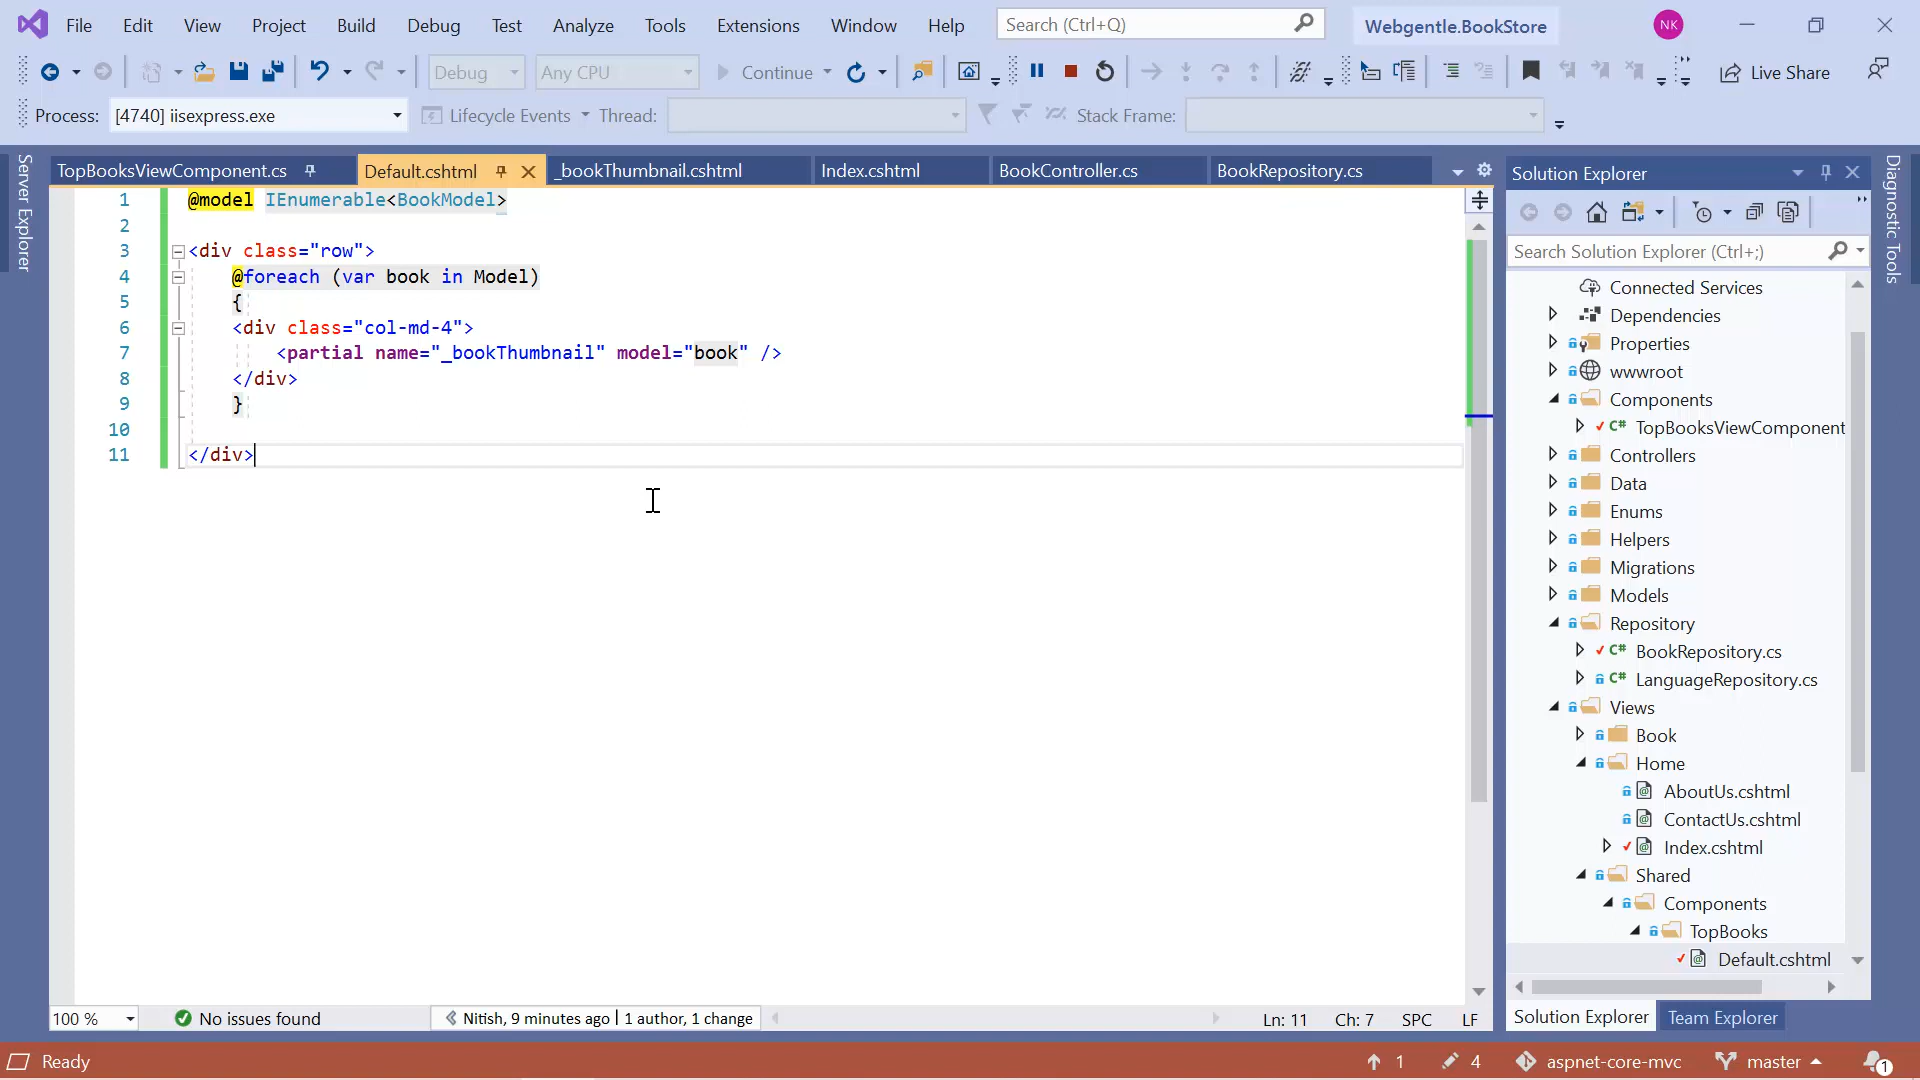 File Edit View Project Build Debug Test Analyze Tools Extensions Window Help Search (Ctrl+Q) Webgentle.BookStore NK
Debug Any CPU Continue Live Share
Process: [4740] iisexpress.exe Lifecycle Events Thread: Stack Frame:
Server Explorer
TopBooksViewComponent.cs Default.cshtml _bookThumbnail.cshtml Index.cshtml BookController.cs BookRepository.cs
1 @model IEnumerable<BookModel>
2
3 <div class="row">
4 @foreach (var book in Model)
5 {
6 <div class="col-md-4">
7 <partial name="_bookThumbnail" model="book" />
8 </div>
9 }
10
11 </div>
100 % No issues found Nitish, 9 minutes ago | 1 author, 1 change Ln: 11 Ch: 7 SPC LF
Solution Explorer
Search Solution Explorer (Ctrl+;)
Connected Services
Dependencies
Properties
wwwroot
Components
C# TopBooksViewComponent
Controllers
Data
Enums
Helpers
Migrations
Models
Repository
C# BookRepository.cs
C# LanguageRepository.cs
Views
Book
Home
AboutUs.cshtml
ContactUs.cshtml
Index.cshtml
Shared
Components
TopBooks
Default.cshtml
Solution Explorer Team Explorer
Diagnostic Tools
Ready 1 4 aspnet-core-mvc master 1